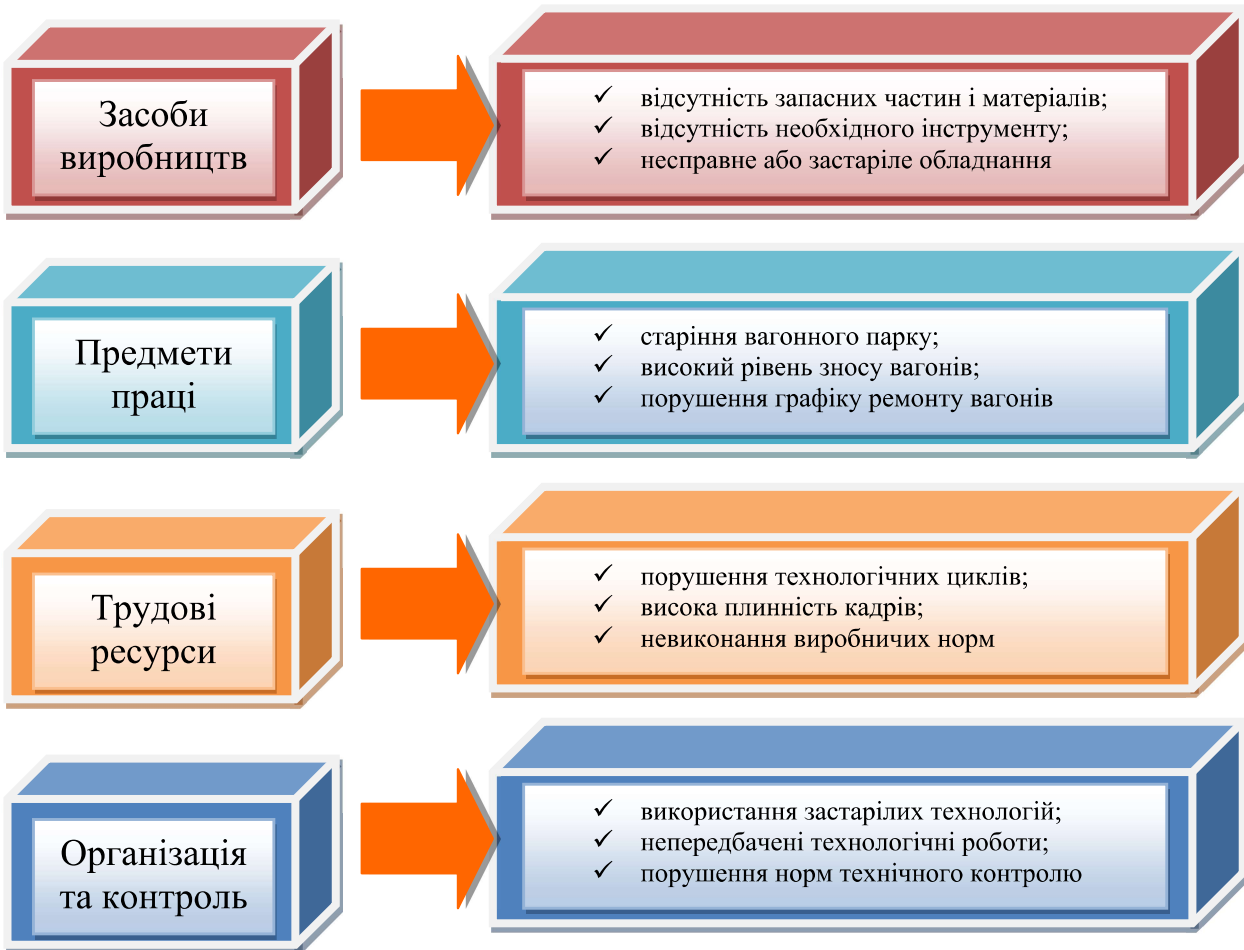 Засоби
виробництв
✓ відсутність запасних частин і матеріалів;
✓ відсутність необхідного інструменту;
✓ несправне або застаріле обладнання
Предмети
праці
✓ старіння вагонного парку;
✓ високий рівень зносу вагонів;
✓ порушення графіку ремонту вагонів
Трудові
ресурси
✓ порушення технологічних циклів;
✓ висока плинність кадрів;
✓ невиконання виробничих норм
Організація
та контроль
✓ використання застарілих технологій;
✓ непередбачені технологічні роботи;
✓ порушення норм технічного контролю